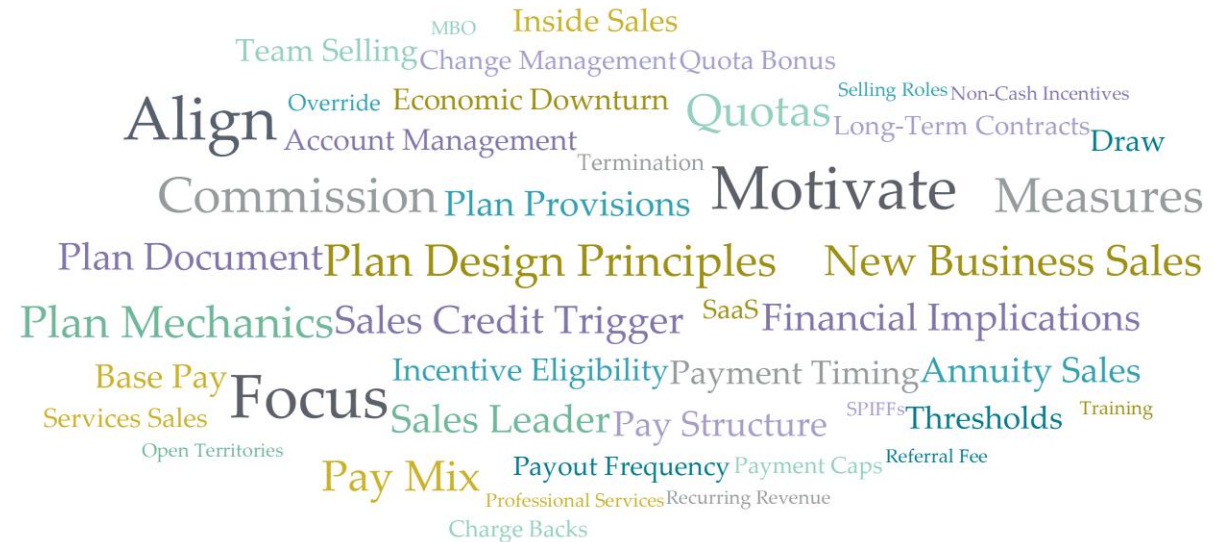 MBO Inside Sales
Team Selling Change Management Quota Bonus
Align Override Economic Downturn Quotas Selling Roles Non-Cash Incentives
Account Management Long-Term Contracts Draw
Termination
Commission Plan Provisions Motivate Measures
Plan Document Plan Design Principles New Business Sales
Plan Mechanics Sales Credit Trigger SaaS Financial Implications
Base Pay Focus Incentive Eligibility Payment Timing Annuity Sales
Services Sales Sales Leader Pay Structure SPIFFs Thresholds Training
Open Territories Pay Mix Payout Frequency Payment Caps Referral Fee
Professional Services Recurring Revenue
Charge Backs